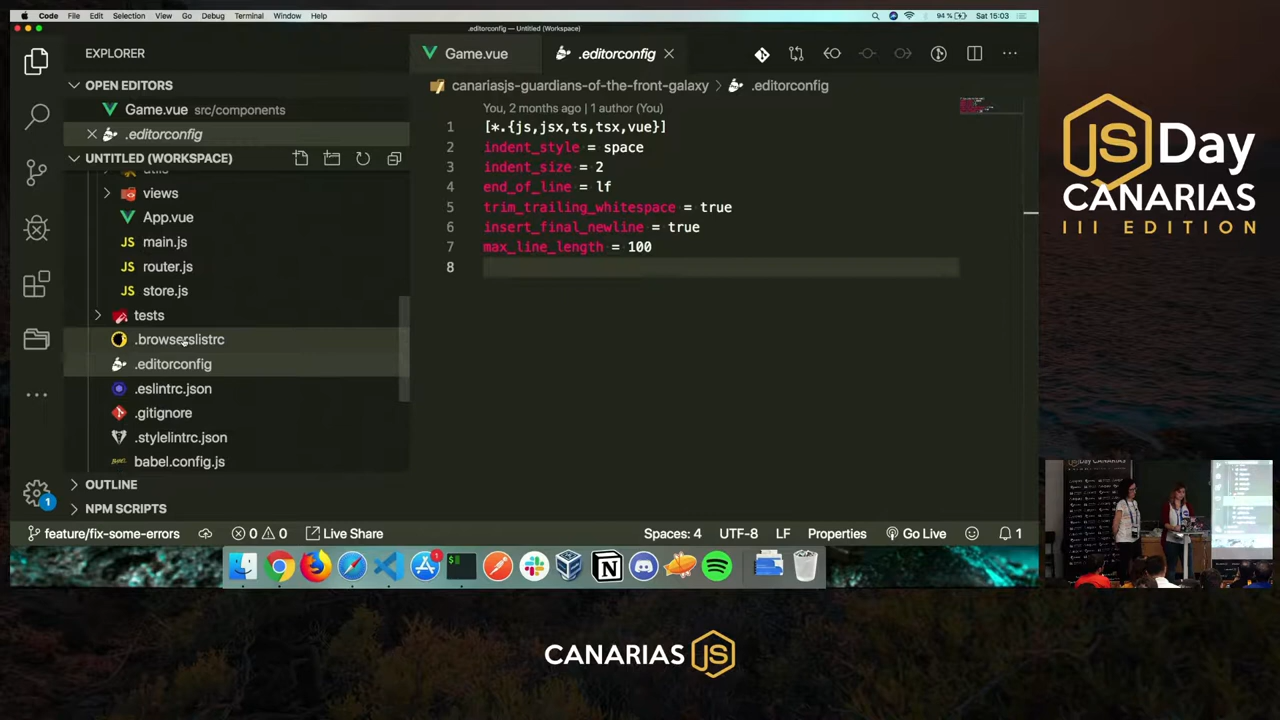 Code File Edit Selection View Go Debug Terminal Window Help 94 % Sat 15:03
.editorconfig — Untitled (Workspace)
EXPLORER
OPEN EDITORS
Game.vue src/components
.editorconfig
UNTITLED (WORKSPACE)
utils
views
App.vue
main.js
router.js
store.js
tests
.browserslistrc
.editorconfig
.eslintrc.json
.gitignore
.stylelintrc.json
BABEL babel.config.js
OUTLINE
NPM SCRIPTS
Game.vue .editorconfig
canariasjs-guardians-of-the-front-galaxy > .editorconfig
You, 2 months ago | 1 author (You)
1 [*.{js,jsx,ts,tsx,vue}]
2 indent_style = space
3 indent_size = 2
4 end_of_line = lf
5 trim_trailing_whitespace = true
6 insert_final_newline = true
7 max_line_length = 100
8
1
feature/fix-some-errors 0 0 Live Share Spaces: 4 UTF-8 LF Properties Go Live 1
JS Day
CANARIAS
III EDITION
CANARIAS JS